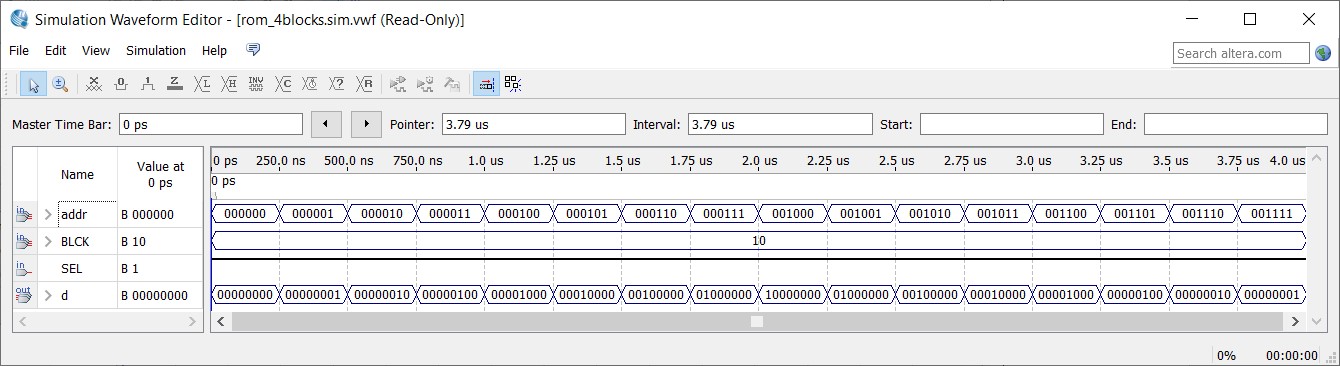 Simulation Waveform Editor - [rom_4blocks.sim.vwf (Read-Only)]
File Edit View Simulation Help
Search altera.com
Master Time Bar: 0 ps Pointer: 3.79 us Interval: 3.79 us Start: End:
Name Value at 0 ps
0 ps 250.0 ns 500.0 ns 750.0 ns 1.0 us 1.25 us 1.5 us 1.75 us 2.0 us 2.25 us 2.5 us 2.75 us 3.0 us 3.25 us 3.5 us 3.75 us 4.0 us
0 ps
in addr B 000000 000000 000001 000010 000011 000100 000101 000110 000111 001000 001001 001010 001011 001100 001101 001110 001111
in BLCK B 10 10
in SEL B 1
out d B 00000000 00000000 00000001 00000010 00000100 00001000 00010000 00100000 01000000 10000000 01000000 00100000 00010000 00001000 00000100 00000010 00000001
0% 00:00:00